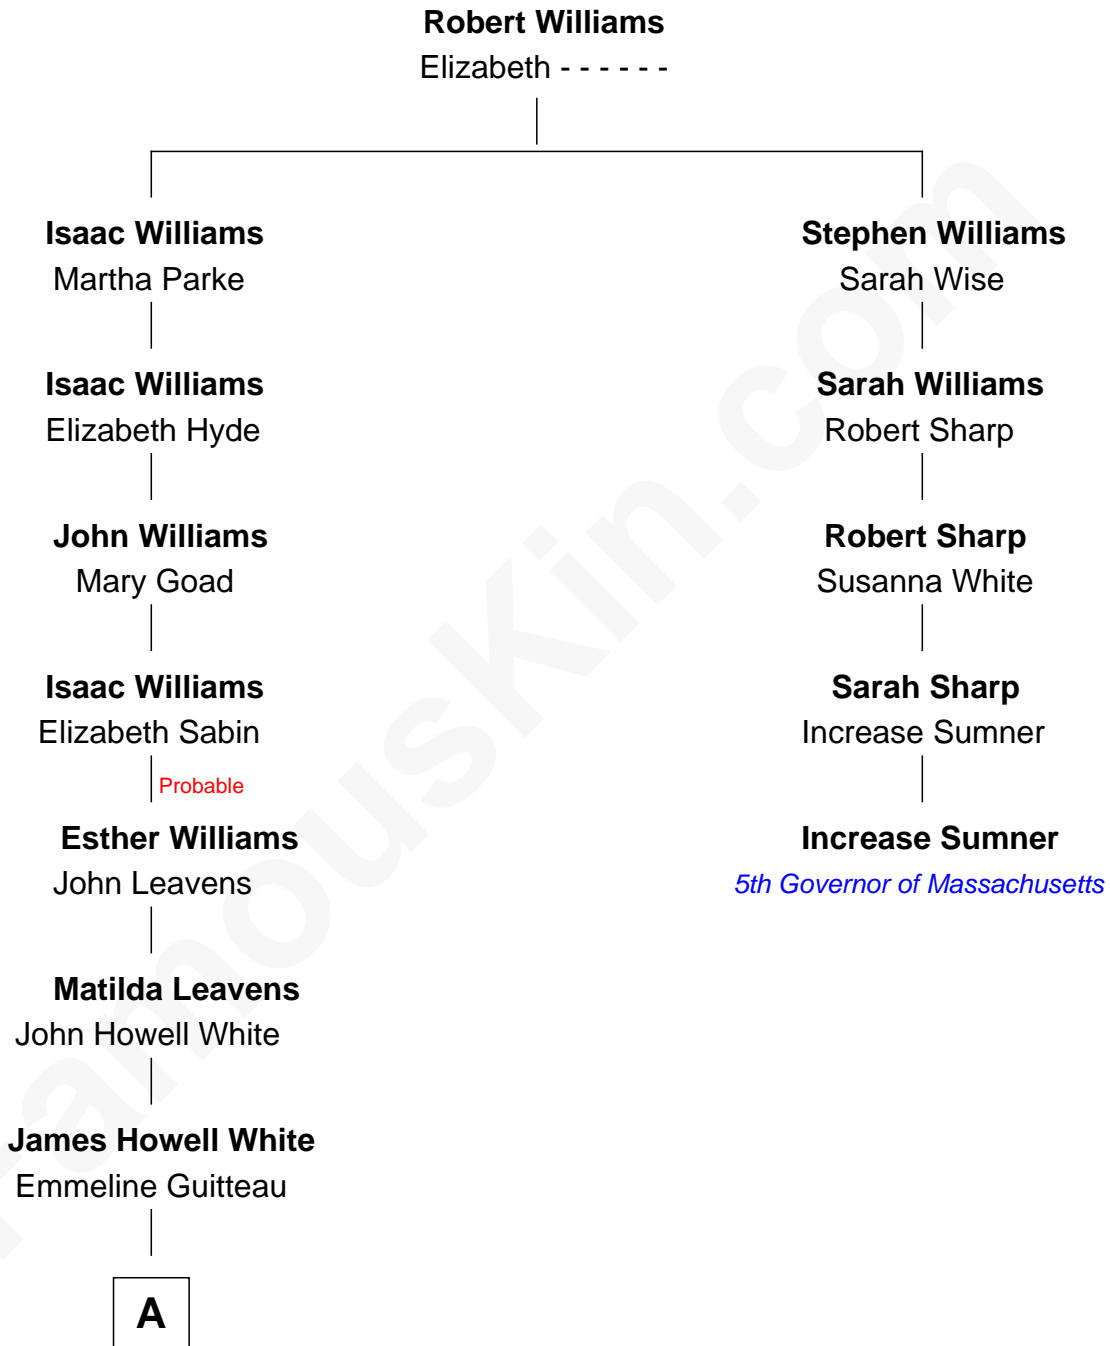 Robert Williams
Elizabeth - - - - - -
Isaac Williams
Martha Parke
Isaac Williams
Elizabeth Hyde
John Williams
Mary Goad
Isaac Williams
Elizabeth Sabin
Probable
Esther Williams
John Leavens
Matilda Leavens
John Howell White
James Howell White
Emmeline Guitteau
A
Stephen Williams
Sarah Wise
Sarah Williams
Robert Sharp
Robert Sharp
Susanna White
Sarah Sharp
Increase Sumner
Increase Sumner
5th Governor of Massachusetts
FamousKin.com